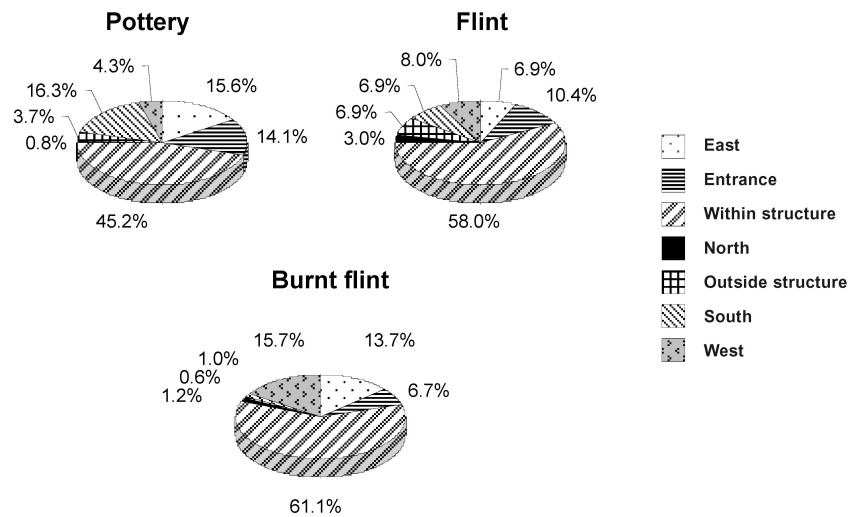 Pottery
4.3%
15.6%
16.3%
3.7%
14.1%
0.8%
45.2%
Flint
8.0%
6.9%
6.9%
10.4%
6.9%
3.0%
58.0%
East
Entrance
Within structure
North
Outside structure
South
West
Burnt flint
15.7%
13.7%
1.0%
0.6%
1.2%
6.7%
61.1%